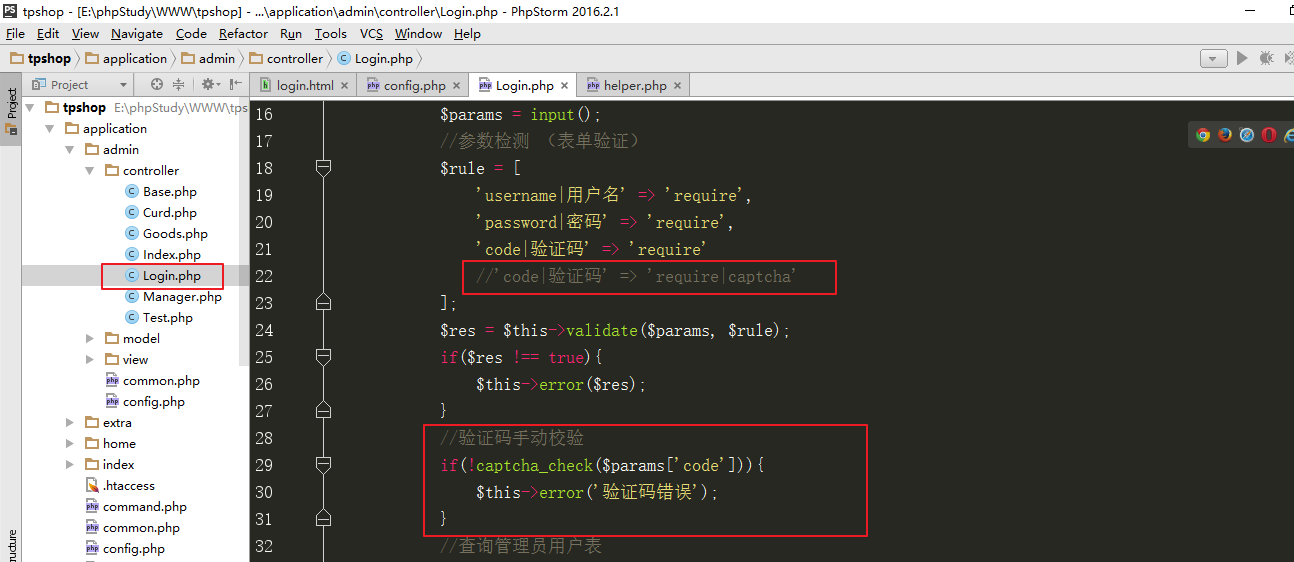 tpshop - [E:\phpStudy\WWW\tpshop] - ...\application\admin\controller\Login.php - PhpStorm 2016.2.1
File Edit View Navigate Code Refactor Run Tools VCS Window Help
tpshop application admin controller Login.php
Project
login.html config.php Login.php helper.php
Project
tpshop E:\phpStudy\WWW\tps
application
admin
controller
Base.php
Curd.php
Goods.php
Index.php
Login.php
Manager.php
Test.php
model
view
common.php
config.php
extra
home
index
.htaccess
command.php
common.php
config.php
16 $params = input();
17 //参数检测 （表单验证）
18 $rule = [
19 'username|用户名' => 'require',
20 'password|密码' => 'require',
21 'code|验证码' => 'require'
22 //'code|验证码' => 'require|captcha'
23 ];
24 $res = $this->validate($params, $rule);
25 if($res !== true){
26 $this->error($res);
27 }
28 //验证码手动校验
29 if(!captcha_check($params['code'])){
30 $this->error('验证码错误');
31 }
32 //查询管理员用户表